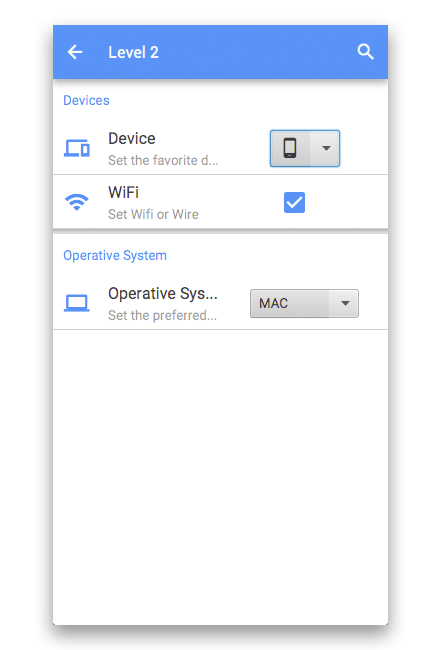 Level 2
Devices
Device
Set the favorite d...
WiFi
Set Wifi or Wire
Operative System
Operative Sys...
MAC
Set the preferred...